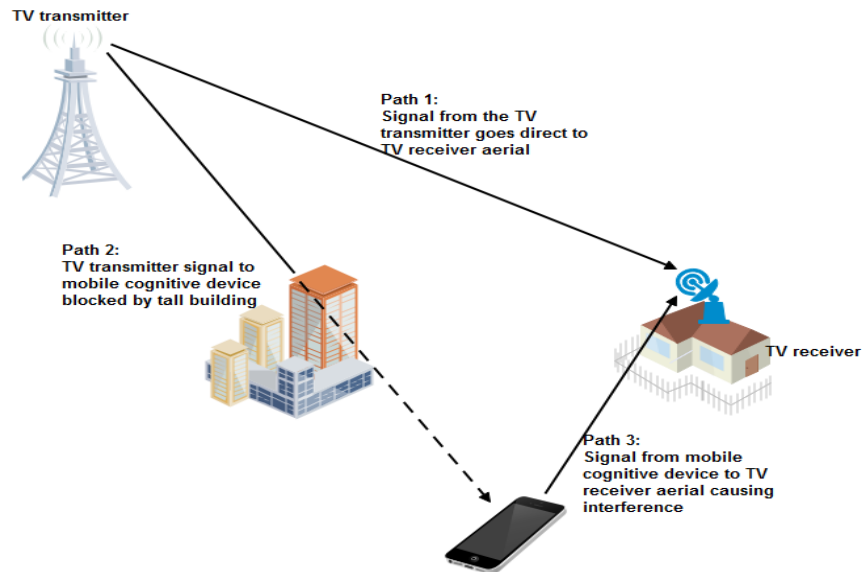 TV transmitter
Path 1:
Signal from the TV
transmitter goes direct to
TV receiver aerial
Path 2:
TV transmitter signal to
mobile cognitive device
blocked by tall building
TV receiver
Path 3:
Signal from mobile
cognitive device to TV
receiver aerial causing
interference